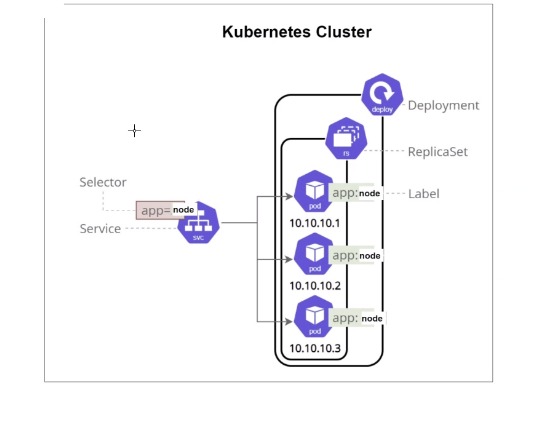 Kubernetes Cluster
deploy
Deployment
rs
ReplicaSet
Selector
app= node
Service
svc
pod
app: node
Label
10.10.10.1
pod
app: node
10.10.10.2
pod
app: node
10.10.10.3